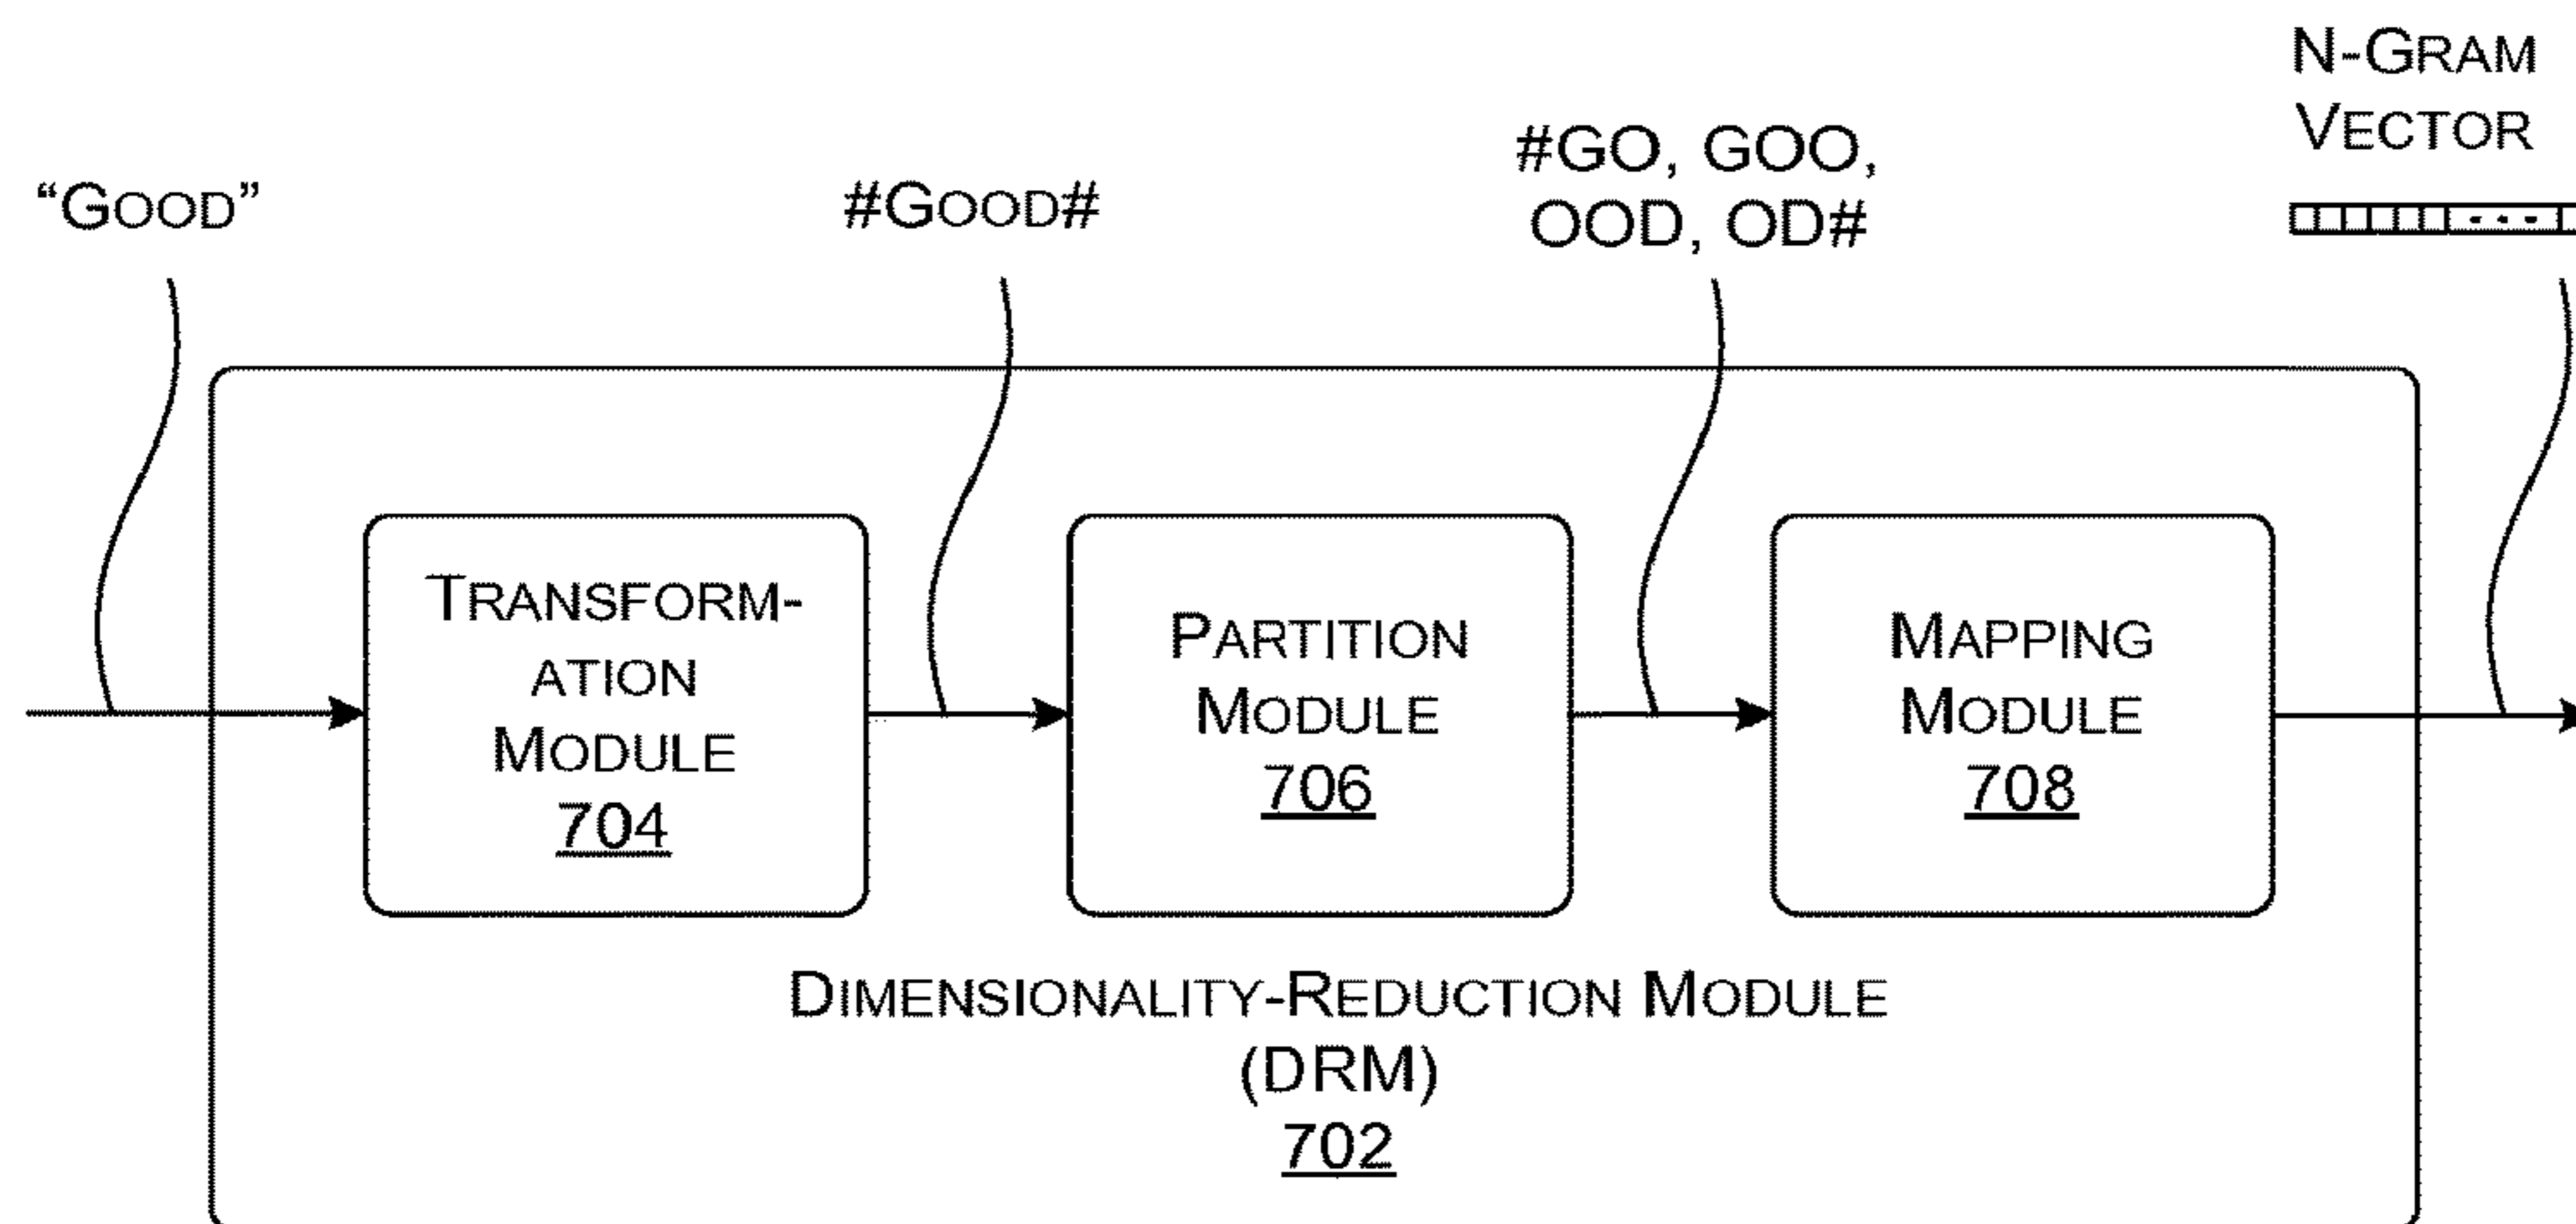 N-GRAM
VECTOR
#GO, GOO,
OOD, OD#
“GOOD”
#GOOD#
TRANSFORM-
ATION
MODULE
704
PARTITION
MODULE
706
MAPPING
MODULE
708
DIMENSIONALITY-REDUCTION MODULE
(DRM)
702